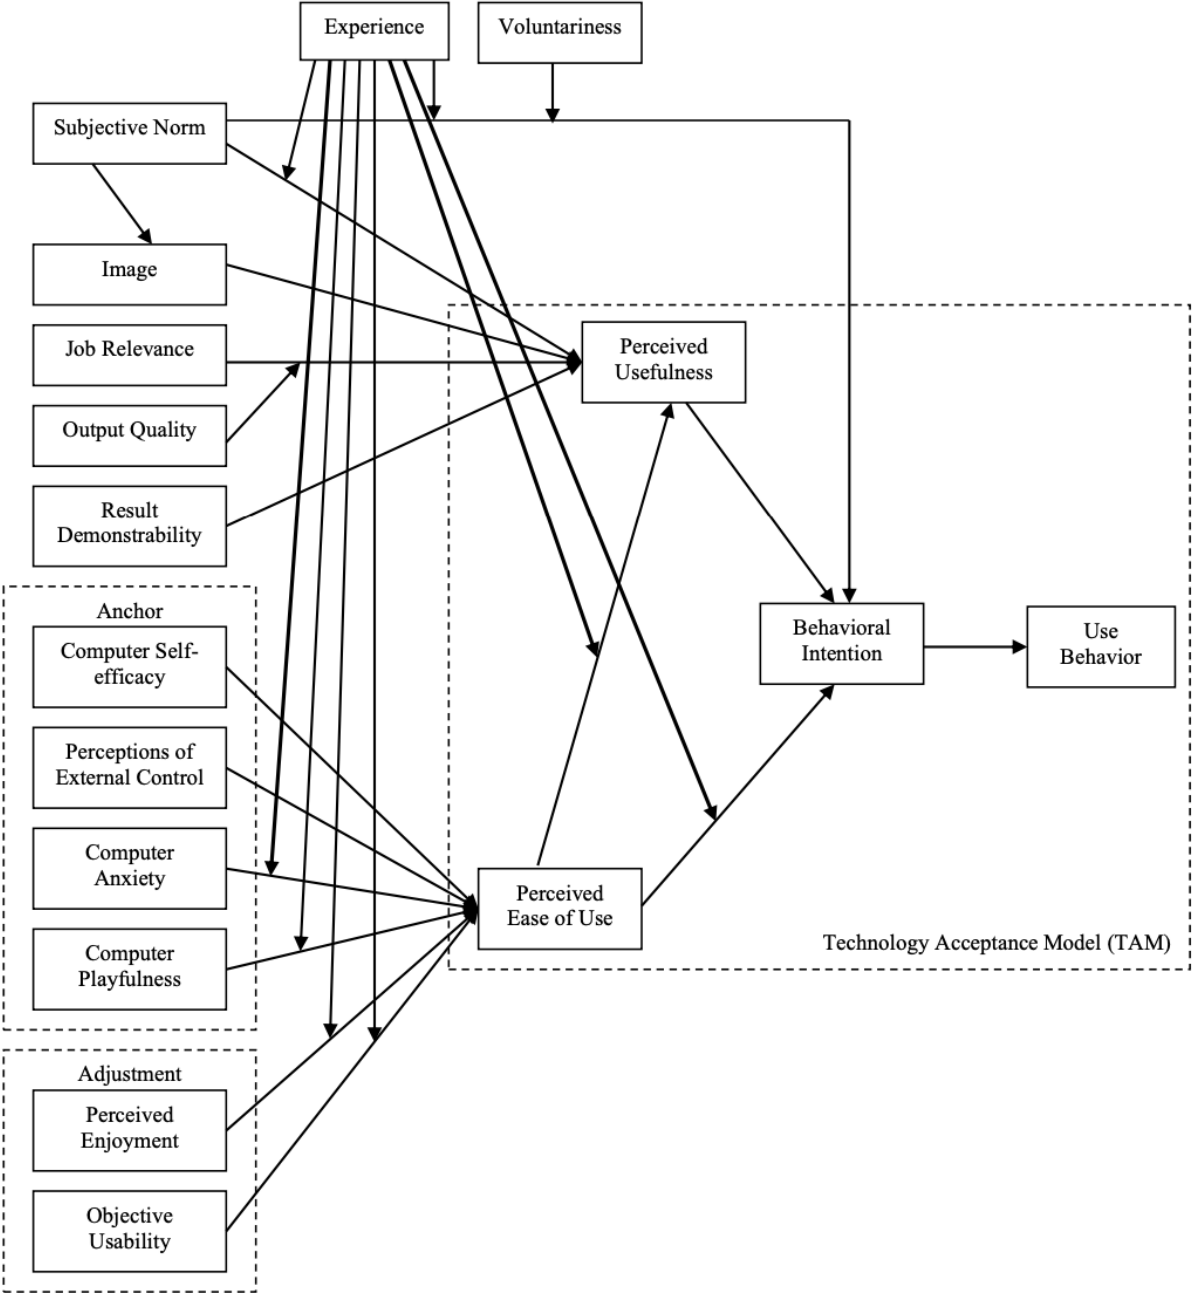 Experience
Voluntariness
Subjective Norm
Image
Job Relevance
Output Quality
Result
Demonstrability
Anchor
Computer Self-
efficacy
Perceptions of
External Control
Computer
Anxiety
Computer
Playfulness
Adjustment
Perceived
Enjoyment
Objective
Usability
Perceived
Usefulness
Behavioral
Intention
Use
Behavior
Perceived
Ease of Use
Technology Acceptance Model (TAM)